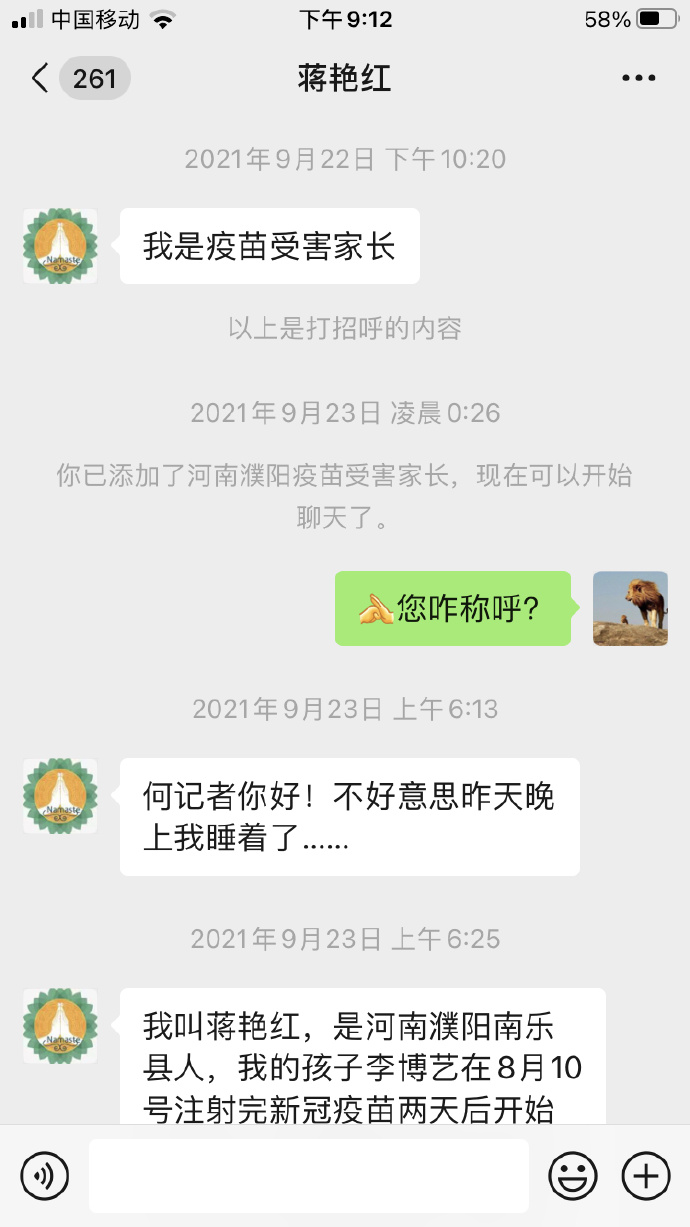 中国移动 下午9:12 58%
261 蒋艳红
2021年9月22日 下午10:20
我是疫苗受害家长
Namaste
以上是打招呼的内容
2021年9月23日 凌晨0:26
你已添加了河南濮阳疫苗受害家长，现在可以开始
聊天了。
您咋称呼？
2021年9月23日 上午6:13
何记者你好！不好意思昨天晚
上我睡着了……
Namaste
2021年9月23日 上午6:25
我叫蒋艳红，是河南濮阳南乐
县人，我的孩子李博艺在8月10
号注射完新冠疫苗两天后开始
Namaste